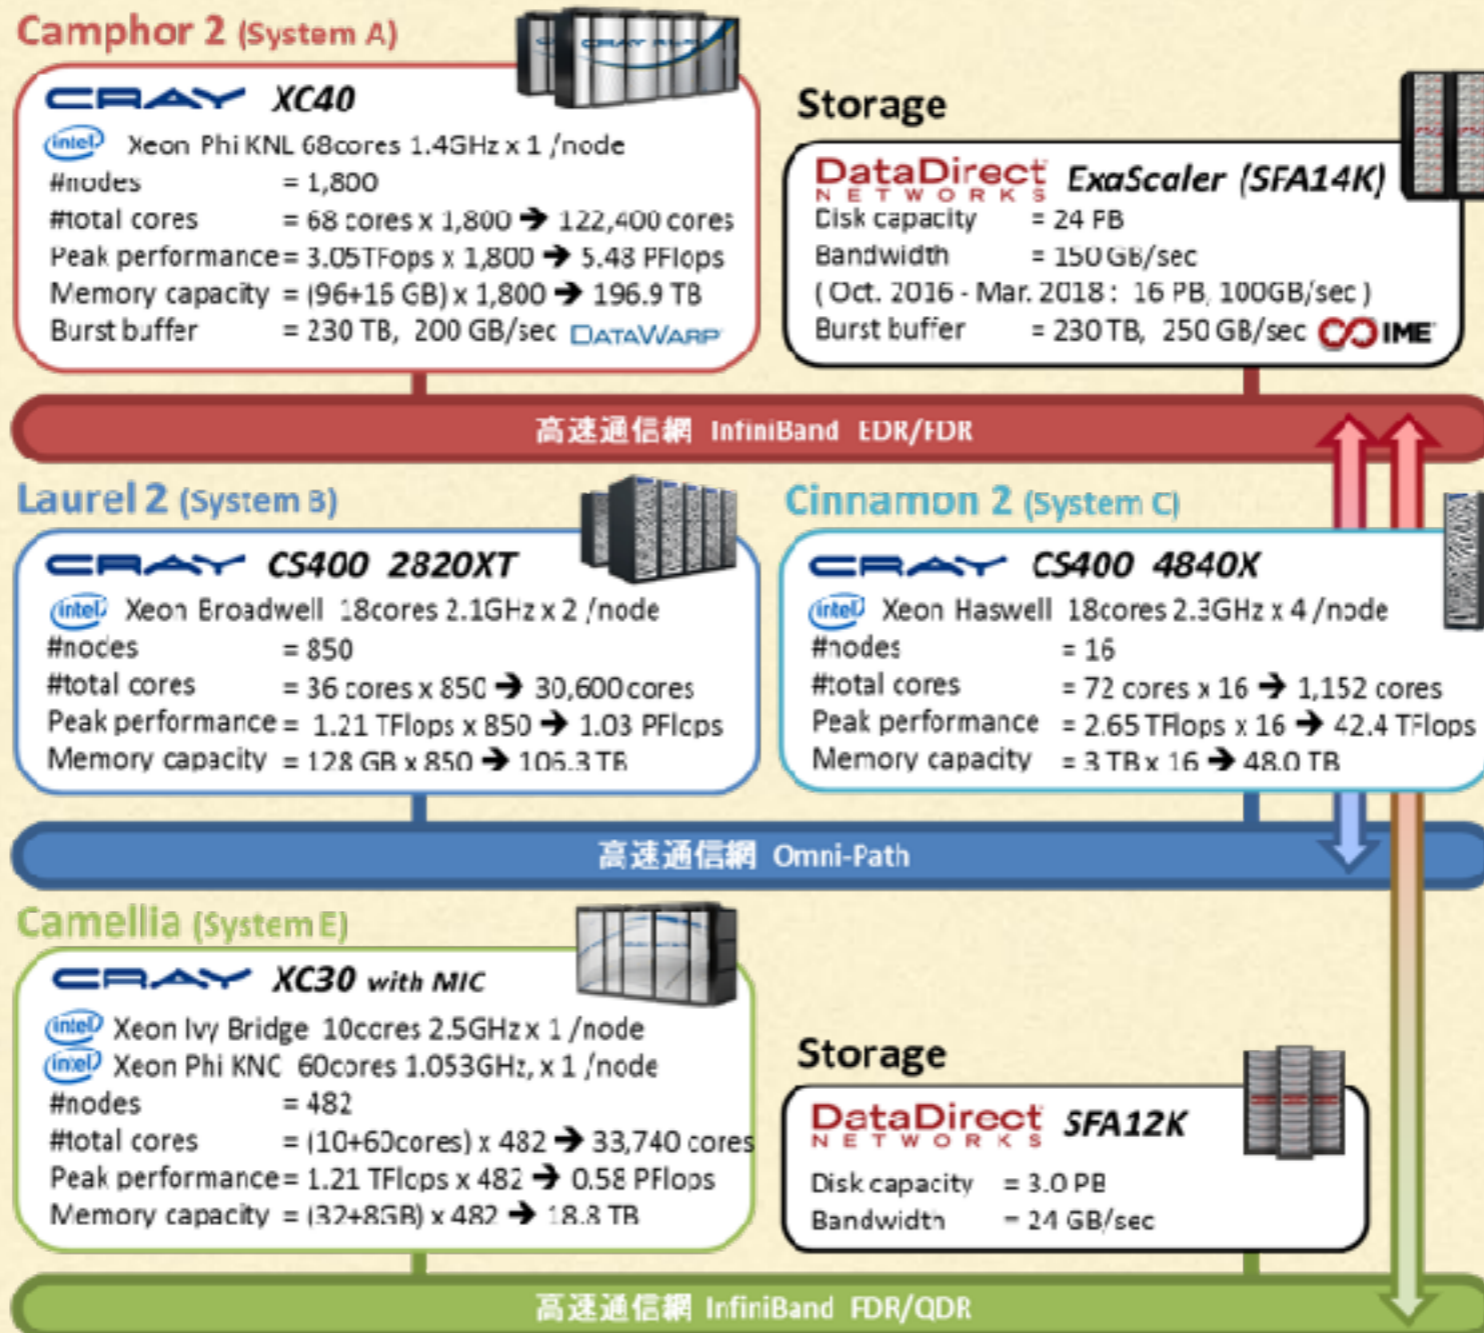 Camphor 2 (System A)
CRAY XC40
intel Xeon Phi KNL 68cores 1.4GHz x 1 /node
#nodes = 1,800
#total cores = 68 cores x 1,800 ➔ 122,400 cores
Peak performance = 3.05TFops x 1,800 ➔ 5.48 PFlops
Memory capacity = (96+16 GB) x 1,800 ➔ 196.9 TB
Burst buffer = 230 TB, 200 GB/sec DATAWARP
Storage
DataDirect NETWORKS ExaScaler (SFA14K)
Disk capacity = 24 PB
Bandwidth = 150 GB/sec
( Oct. 2016 - Mar. 2018 : 16 PB, 100GB/sec )
Burst buffer = 230 TB, 250 GB/sec IME
高速通信網 InfiniBand EDR/FDR
Laurel 2 (System B)
CRAY CS400 2820XT
intel Xeon Broadwell 18cores 2.1GHz x 2 /node
#nodes = 850
#total cores = 36 cores x 850 ➔ 30,600 cores
Peak performance = 1.21 TFlops x 850 ➔ 1.03 PFlops
Memory capacity = 128 GB x 850 ➔ 106.3 TB
Cinnamon 2 (System C)
CRAY CS400 4840X
intel Xeon Haswell 18cores 2.3GHz x 4 /node
#nodes = 16
#total cores = 72 cores x 16 ➔ 1,152 cores
Peak performance = 2.65 TFlops x 16 ➔ 42.4 TFlops
Memory capacity = 3 TB x 16 ➔ 48.0 TB
高速通信網 Omni-Path
Camellia (System E)
CRAY XC30 with MIC
intel Xeon Ivy Bridge 10cores 2.5GHz x 1 /node
intel Xeon Phi KNC 60cores 1.053GHz, x 1 /node
#nodes = 482
#total cores = (10+60cores) x 482 ➔ 33,740 cores
Peak performance = 1.21 TFlops x 482 ➔ 0.58 PFlops
Memory capacity = (32+8GB) x 482 ➔ 18.8 TB
Storage
DataDirect NETWORKS SFA12K
Disk capacity = 3.0 PB
Bandwidth = 24 GB/sec
高速通信網 InfiniBand FDR/QDR